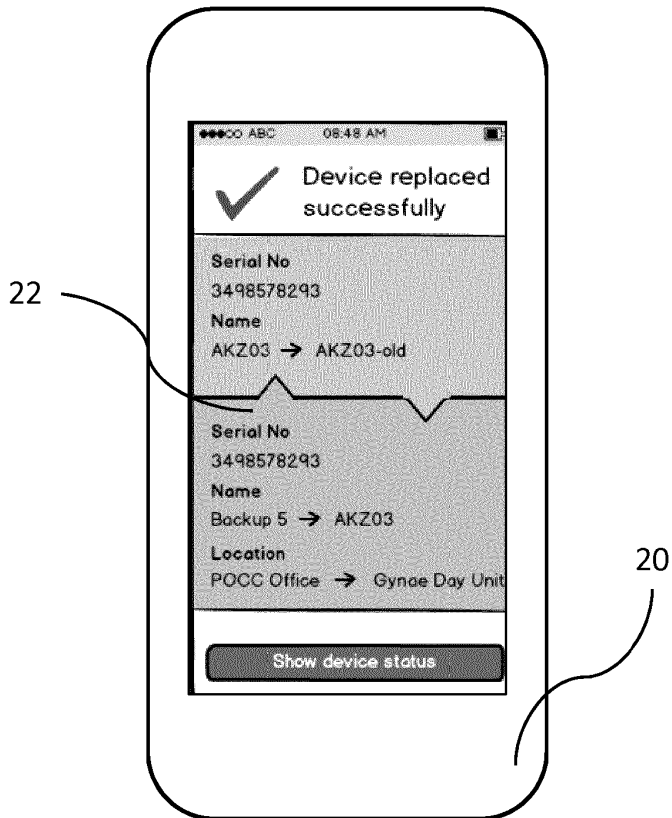 ●●●○○ ABC 08:48 AM
Device replaced
successfully
Serial No
3498578293
Name
AKZ03 → AKZ03-old
22
Serial No
3498578293
Name
Backup 5 → AKZ03
Location
POCC Office → Gynae Day Unit
20
Show device status